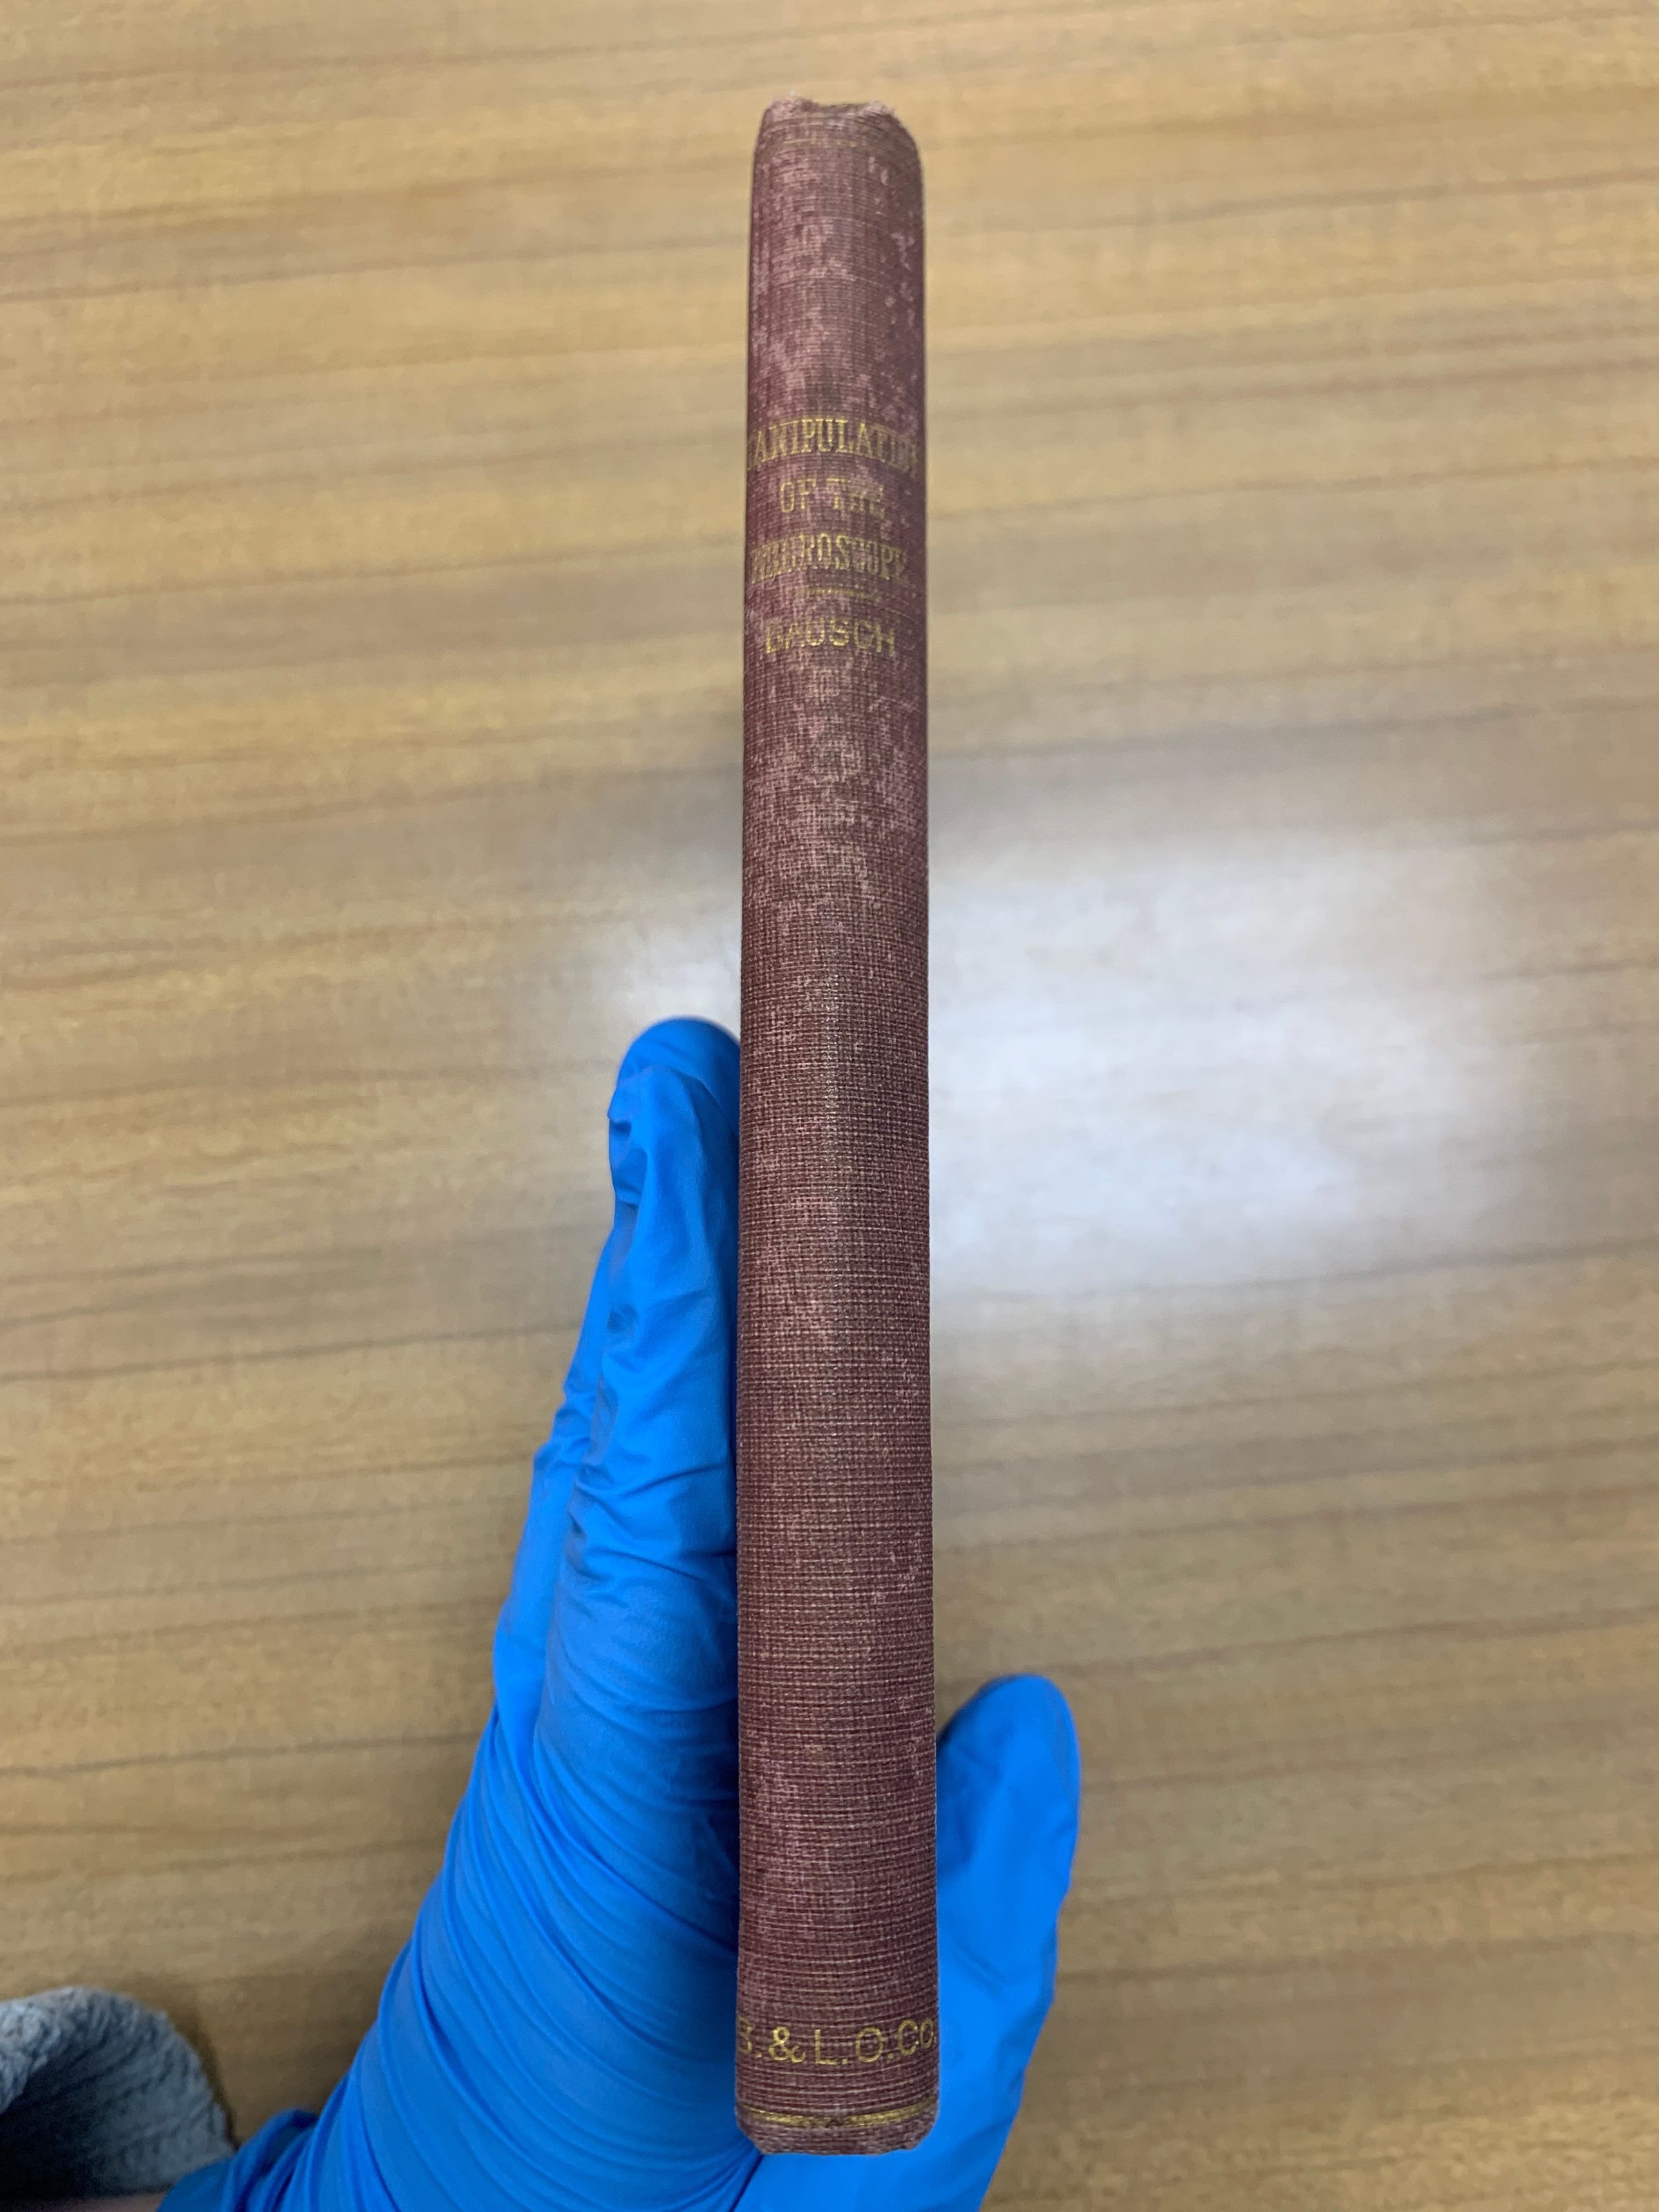 MANIPULATION
OF THE
MICROSCOPE.
BAUSCH
B. & L. O. Co.